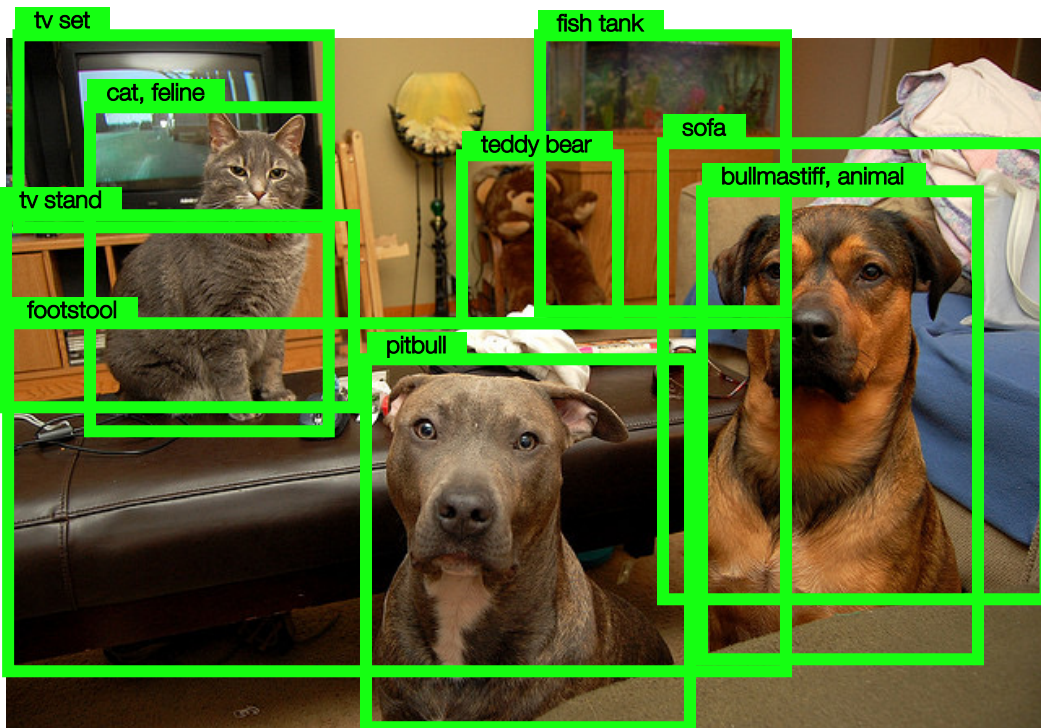 tv set
fish tank
cat, feline
sofa
teddy bear
bullmastiff, animal
tv stand
footstool
pitbull